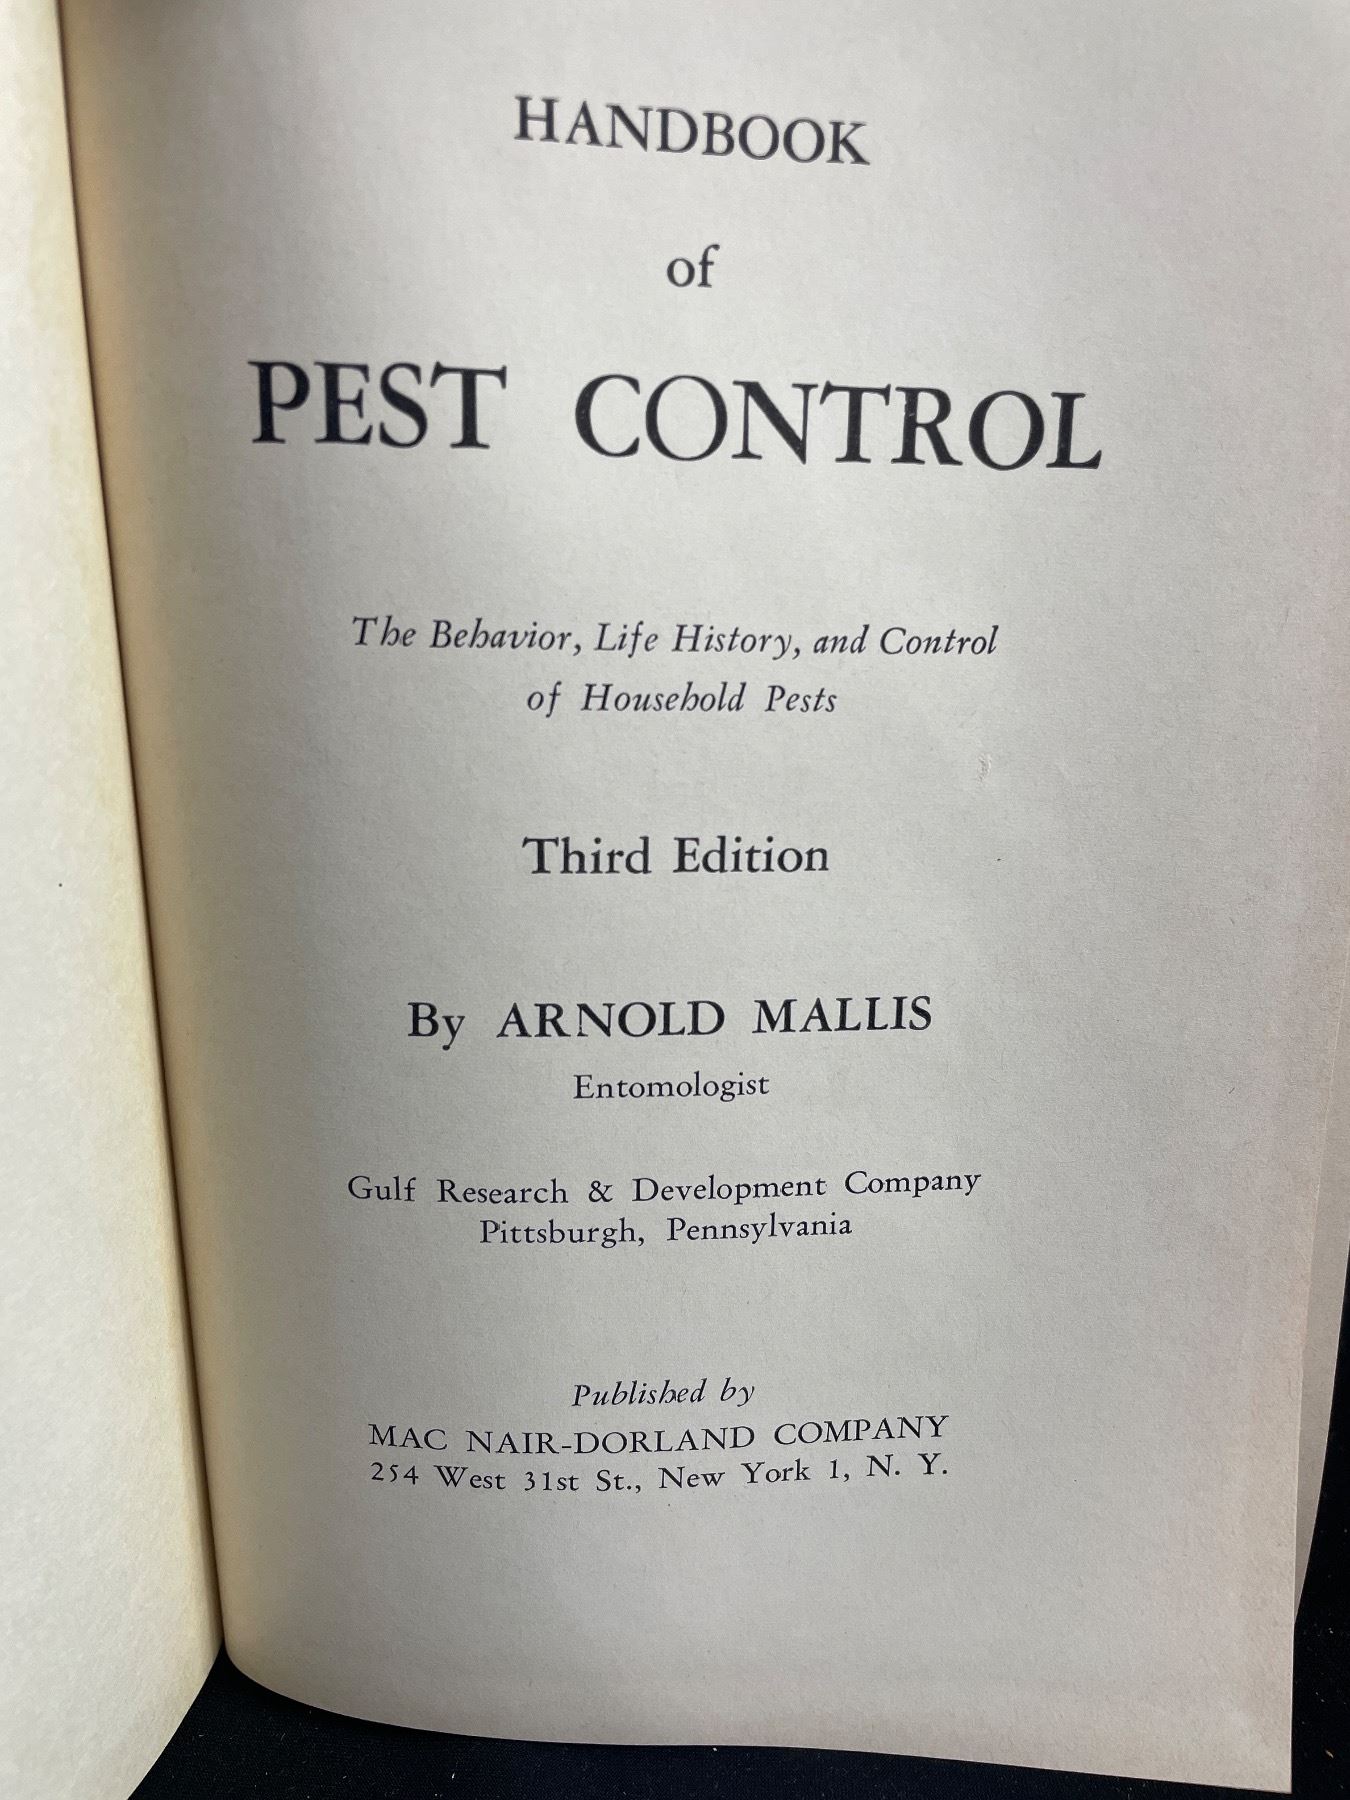 HANDBOOK
of
PEST CONTROL
The Behavior, Life History, and Control
of Household Pests
Third Edition
By ARNOLD MALLIS
Entomologist
Gulf Research & Development Company
Pittsburgh, Pennsylvania
Published by
MAC NAIR-DORLAND COMPANY
254 West 31st St., New York 1, N. Y.